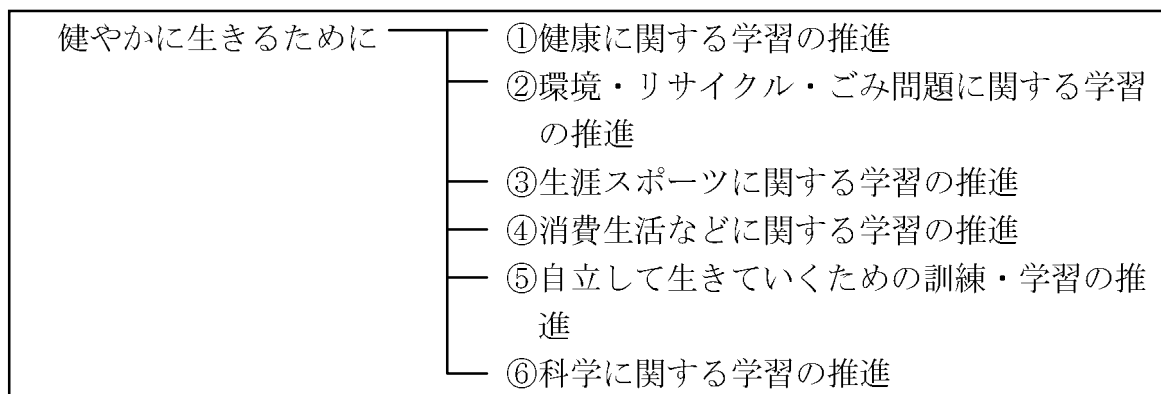 健やかに生きるために
①健康に関する学習の推進
②環境・リサイクル・ごみ問題に関する学習
の推進
③生涯スポーツに関する学習の推進
④消費生活などに関する学習の推進
⑤自立して生きていくための訓練・学習の推
進
⑥科学に関する学習の推進